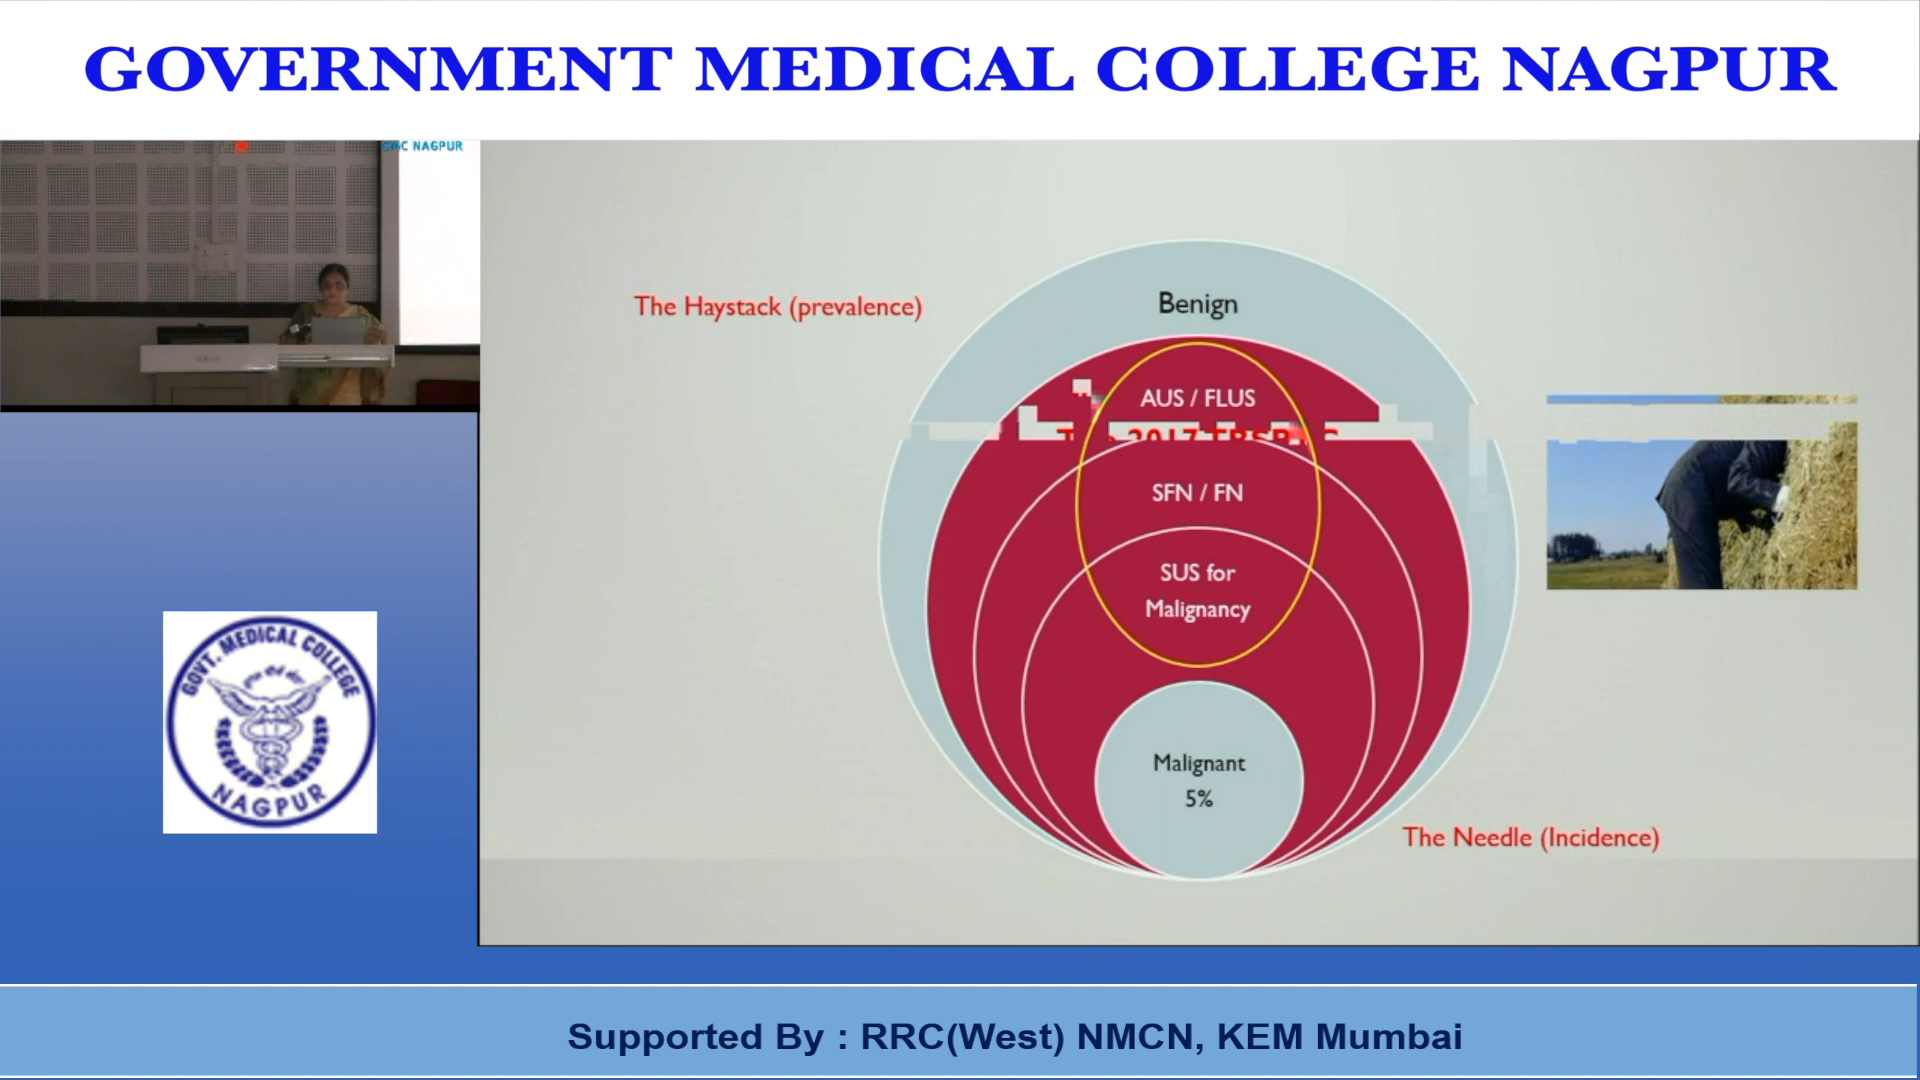 GOVERNMENT MEDICAL COLLEGE NAGPUR
NAGPUR
The Haystack (prevalence)
Benign
AUS / FLUS
2017
SFN / FN
SUS for
Malignancy
Malignant
5%
The Needle (Incidence)
GOVT. MEDICAL COLLEGE
NAGPUR
Supported By : RRC(West) NMCN, KEM Mumbai